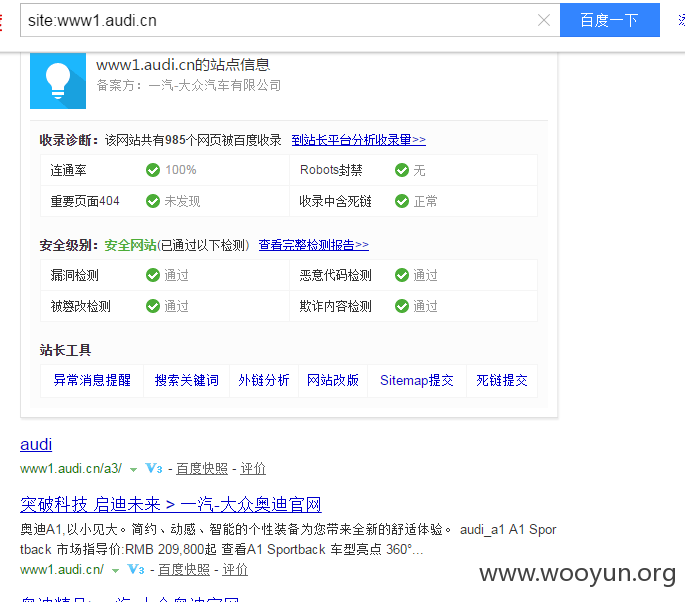 site:www1.audi.cn 百度一下
www1.audi.cn的站点信息
备案方：一汽-大众汽车有限公司
收录诊断：该网站共有985个网页被百度收录 到站长平台分析收录量>>
连通率 100% Robots封禁 无
重要页面404 未发现 收录中含死链 正常
安全级别：安全网站(已通过以下检测) 查看完整检测报告>>
漏洞检测 通过 恶意代码检测 通过
被篡改检测 通过 欺诈内容检测 通过
站长工具
异常消息提醒 搜索关键词 外链分析 网站改版 Sitemap提交 死链提交
audi
www1.audi.cn/a3/ V3 - 百度快照 - 评价
突破科技 启迪未来 > 一汽-大众奥迪官网
奥迪A1,以小见大。简约、动感、智能的个性装备为您带来全新的舒适体验。 audi_a1 A1 Spor
tback 市场指导价:RMB 209,800起 查看A1 Sportback 车型亮点 360°...
www1.audi.cn/ V3 - 百度快照 - 评价
www.wooyun.org